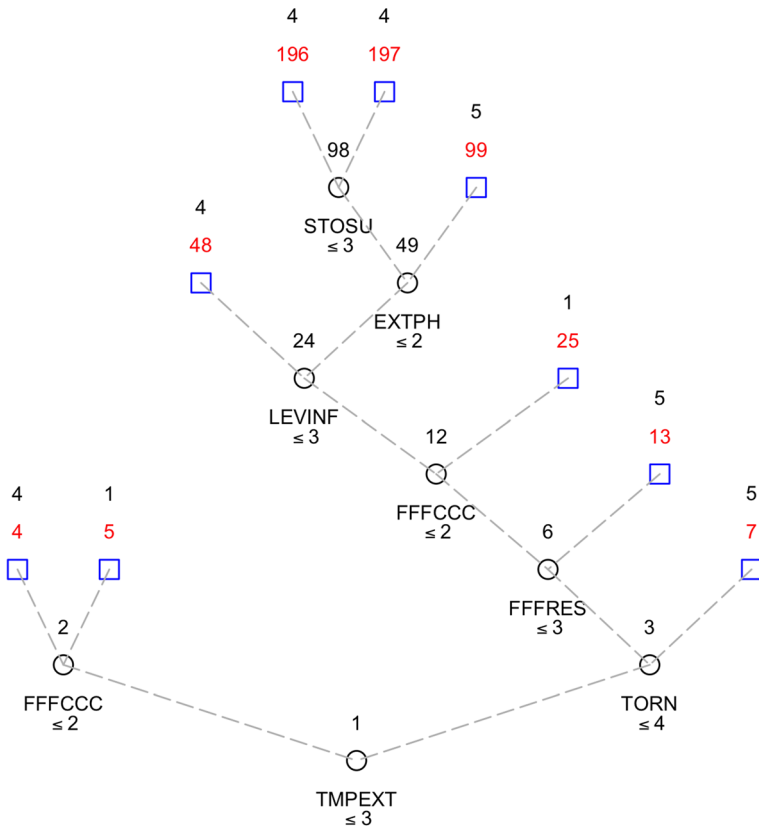 4 4
196 197
5
98 99
STOSU
≤ 3
4
48 49
EXTPH
≤ 2
1
24 25
LEVINF
≤ 3
5
12 13
FFFCCC
≤ 2
4 1 5
4 5 6 7
FFFRES
≤ 3
2 3
FFFCCC TORN
≤ 2 ≤ 4
1
TMPEXT
≤ 3